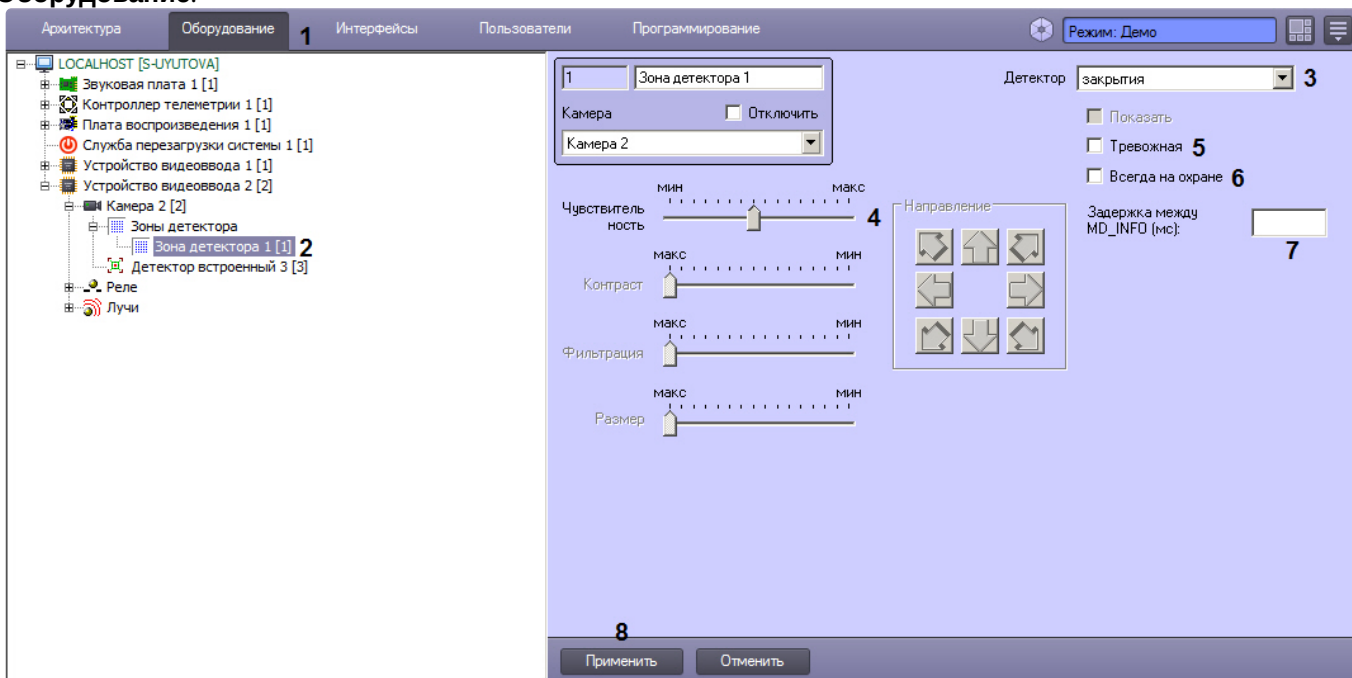 Оборудование.
Архитектура Оборудование 1 Интерфейсы Пользователи Программирование Режим: Демо
LOCALHOST [S-UYUTOVA]
Звуковая плата 1 [1]
Контроллер телеметрии 1 [1]
Плата воспроизведения 1 [1]
Служба перезагрузки системы 1 [1]
Устройство видеоввода 1 [1]
Устройство видеоввода 2 [2]
Камера 2 [2]
Зоны детектора
Зона детектора 1 [1] 2
Детектор встроенный 3 [3]
Реле
Лучи
1 Зона детектора 1
Камера Отключить
Камера 2
Детектор закрытия 3
Показать
Тревожная 5
Всегда на охране 6
Задержка между
MD_INFO (мс):
7
мин макс
Чувствитель
ность
4
макс мин
Контраст
макс мин
Фильтрация
макс мин
Размер
Направление
8
Применить Отменить